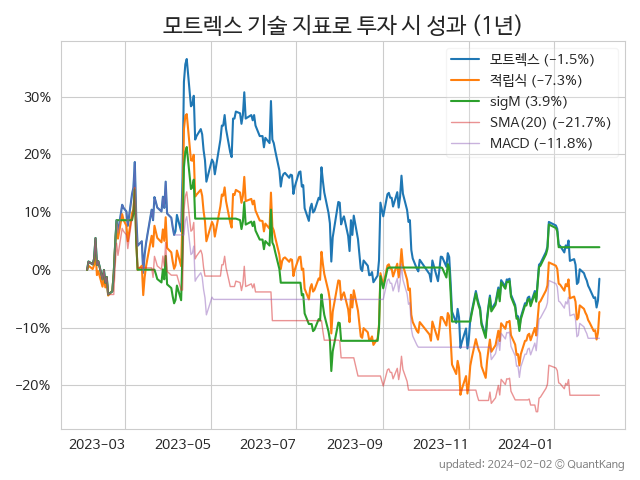 모트렉스 기술 지표로 투자 시 성과 (1년)
모트렉스 (−1.5%)
적립식 (−7.3%)
sigM (3.9%)
SMA(20) (−21.7%)
MACD (−11.8%)
30%
20%
10%
0%
−10%
−20%
2023−03
2023−05
2023−07
2023−09
2023−11
2024−01
updated: 2024−02−02 © QuantKang